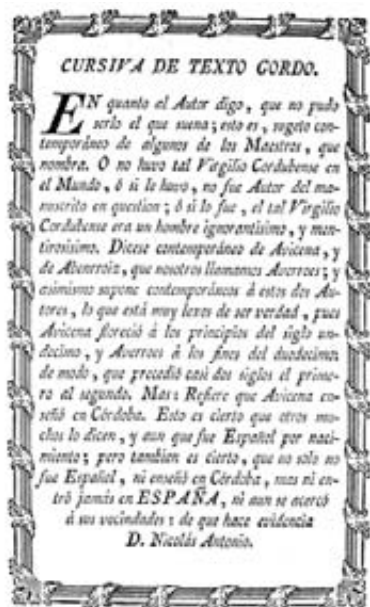 CURSIVA DE TEXTO GORDO.
EN quanto al Autor digo, que no pudo
serlo el que suena; esto es, sugeto con-
temporáneo de algunos de los Maestros, que
nombra. O no huvo tal Virgilio Cordubense en
el Mundo, ó si le huvo, no fue Autor del ma-
nuscrito en question; ó si lo fue, el tal Virgilio
Cordubense era un hombre ignorantisimo, y men-
tirosisimo. Dicese contemporáneo de Avicena, y
de Abenrroiz, que nosotros llamamos Averroes; y
asimismo supone contemporáneos á estos dos Au-
tores, lo que está muy lexos de ser verdad, pues
Avicena floreció á los principios del siglo un-
decimo, y Averroes á los fines del duodecimo;
de modo, que precedió casi dos siglos el prime-
ro al segundo. Mas: Refiere que Avicena en-
señó en Córdoba. Esto es cierto que otros mu-
chos lo dicen, y aun que fue Español por naci-
miento; pero tambien es cierto, que no solo no
fue Español, ni enseñó en Córdoba, mas ni en-
tró jamás en ESPAÑA, ni aun se acercó
á sus vecindades: de que hace evidencia
D. Nicolás Antonio.